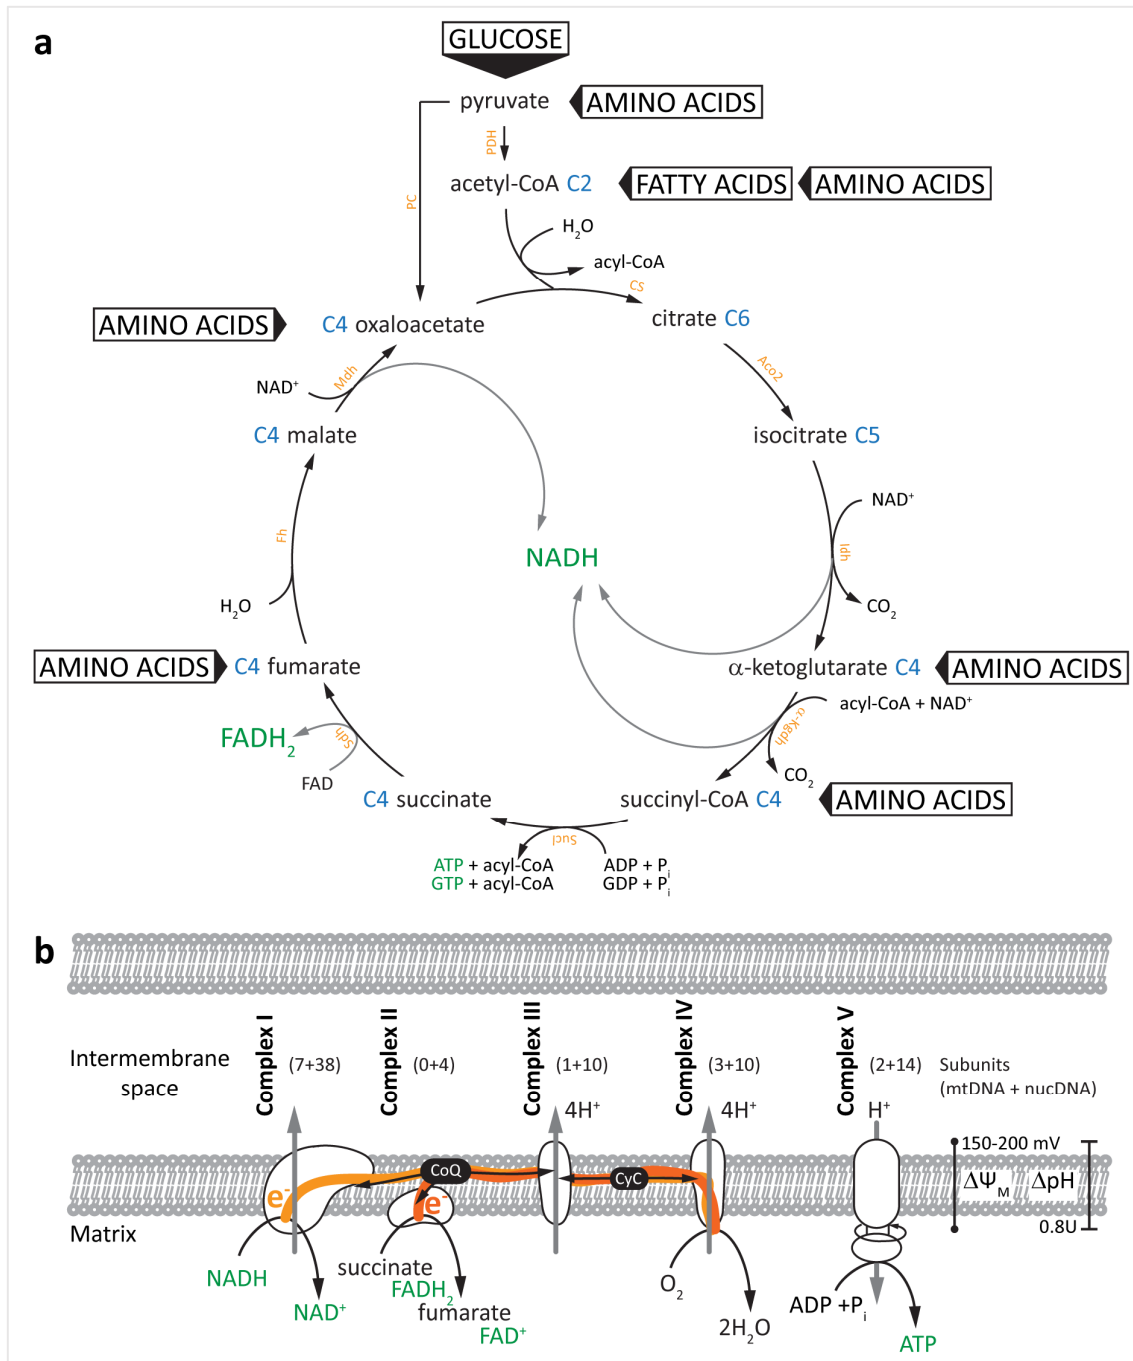 a
GLUCOSE
pyruvate
AMINO ACIDS
PDH
acetyl-CoA C2
FATTY ACIDS
AMINO ACIDS
PC
H₂O
acyl-CoA
CS
AMINO ACIDS
C4 oxaloacetate
citrate C6
Mdh
Aco2
NAD⁺
C4 malate
isocitrate C5
NAD⁺
Fh
Idh
NADH
H₂O
CO₂
AMINO ACIDS
C4 fumarate
α-ketoglutarate C4
AMINO ACIDS
acyl-CoA + NAD⁺
α-Kgdh
FADH₂
Sdh
FAD
CO₂
C4 succinate
succinyl-CoA C4
AMINO ACIDS
Sucl
ATP + acyl-CoA
ADP + Pᵢ
GTP + acyl-CoA
GDP + Pᵢ
b
Complex I
Complex II
Complex III
Complex IV
Complex V
Intermembrane
space
(7+38)
(0+4)
(1+10)
(3+10)
(2+14)
Subunits
(mtDNA + nucDNA)
4H⁺
4H⁺
H⁺
CoQ
CyC
e⁻
e⁻
150-200 mV
ΔΨM
ΔpH
0.8U
Matrix
NADH
NAD⁺
succinate
FADH₂
fumarate
FAD⁺
O₂
2H₂O
ADP +Pᵢ
ATP